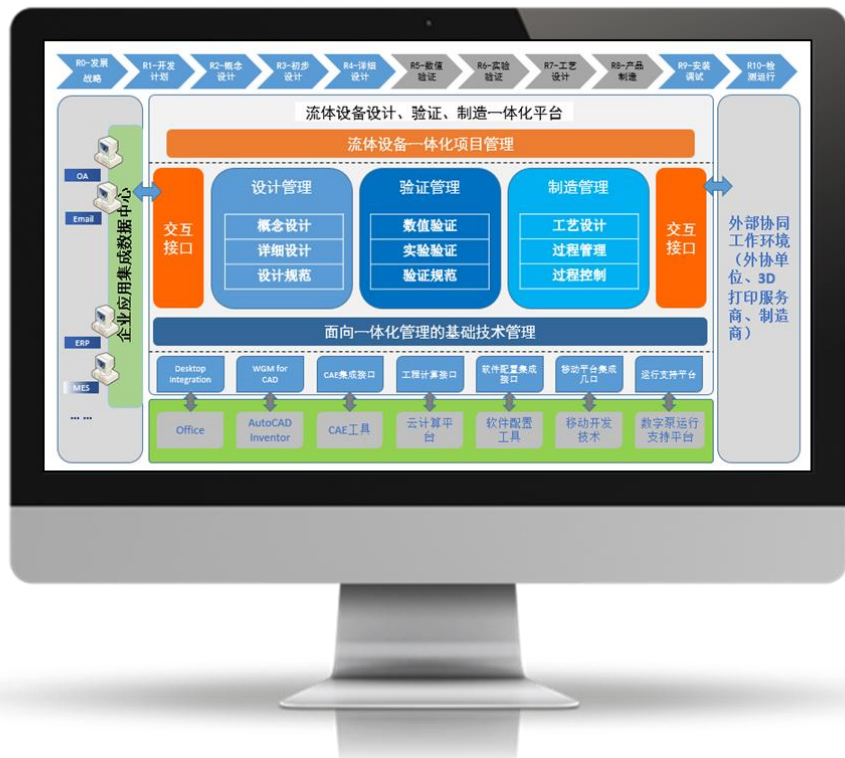 R0-发展
战略
R1-开发
计划
R2-概念
设计
R3-初步
设计
R4-详细
设计
R5-数值
验证
R6-实验
验证
R7-工艺
设计
R8-产品
制造
R9-安装
调试
R10-检
测运行
OA
Email
ERP
MES
... ...
企业应用集成数据中心
流体设备设计、验证、制造一体化平台
流体设备一体化项目管理
交互
接口
设计管理
概念设计
详细设计
设计规范
验证管理
数值验证
实验验证
验证规范
制造管理
工艺设计
过程管理
过程控制
交互
接口
面向一体化管理的基础技术管理
Desktop
Integration
WGM for
CAD
CAE集成接口
工程计算接口
软件配置集成
接口
移动平台集成
几口
运行支持平台
Office
AutoCAD
Inventor
CAE工具
云计算平
台
软件配置
工具
移动开发
技术
数字泵运行
支持平台
外部协同
工作环境
（外协单
位、3D
打印服务
商、制造
商）